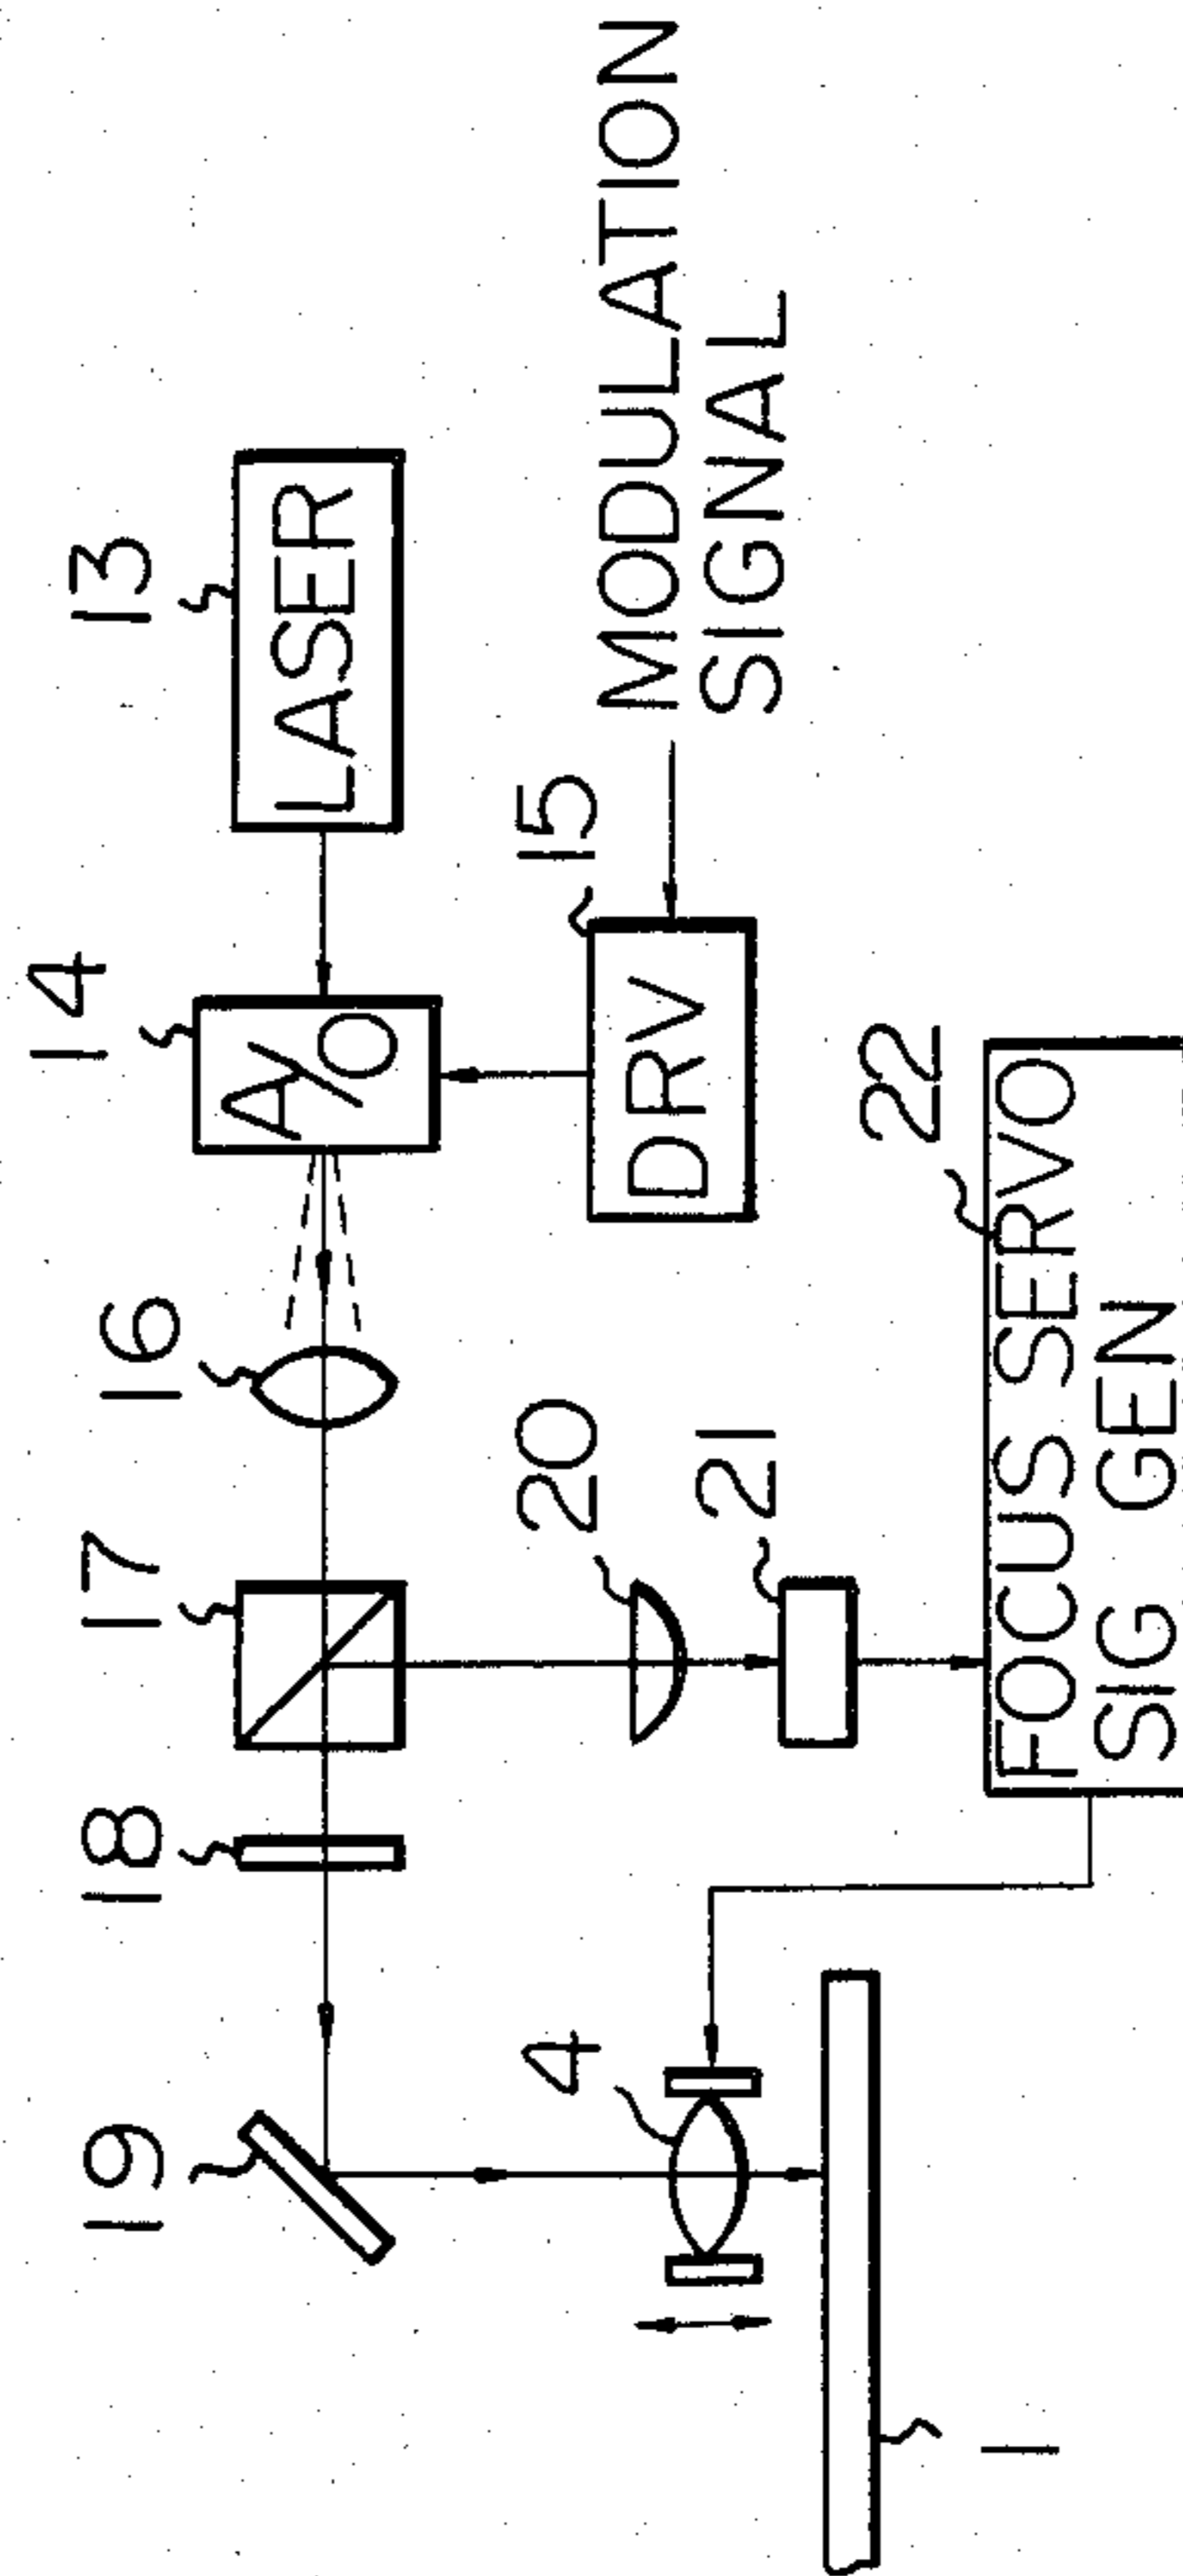 13
LASER
14
A/O
15
DRV
MODULATION
SIGNAL
16
17
18
19
20
21
22
FOCUS SERVO
SIG GEN
4
1